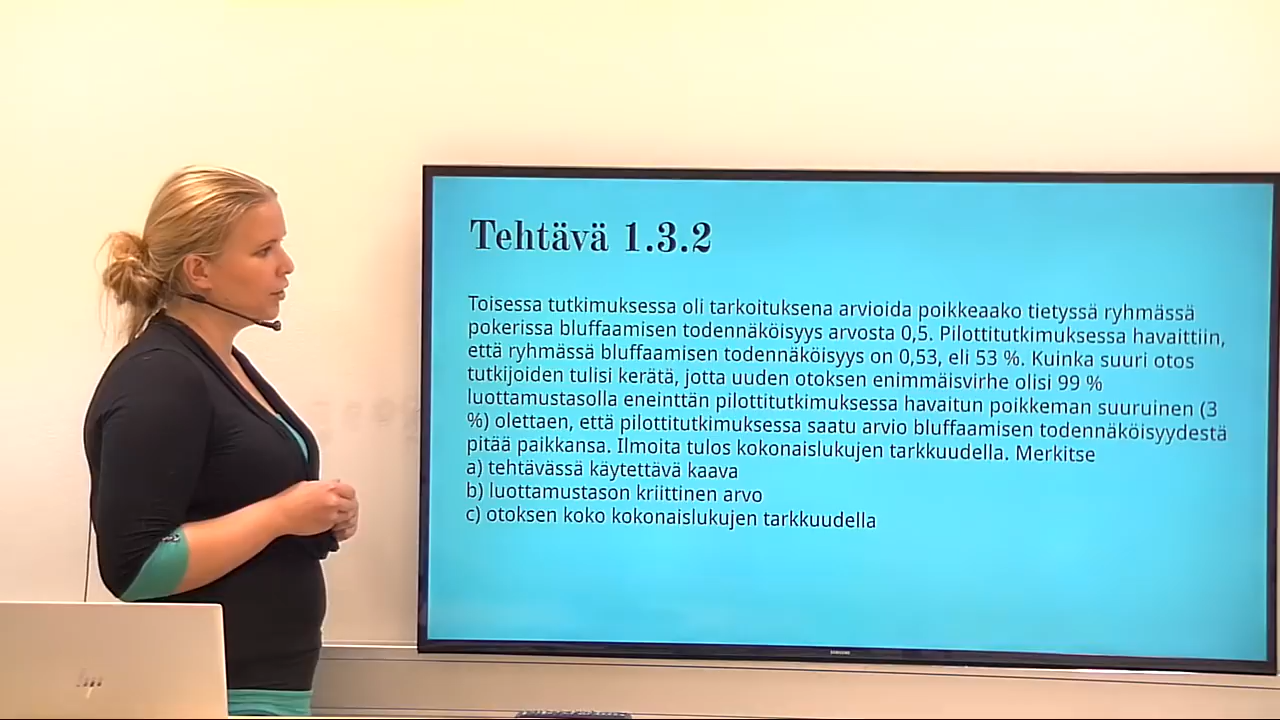 Tehtävä 1.3.2
Toisessa tutkimuksessa oli tarkoituksena arvioida poikkeaako tietyssä ryhmässä
pokerissa bluffaamisen todennäköisyys arvosta 0,5. Pilottitutkimuksessa havaittiin,
että ryhmässä bluffaamisen todennäköisyys on 0,53, eli 53 %. Kuinka suuri otos
tutkijoiden tulisi kerätä, jotta uuden otoksen enimmäisvirhe olisi 99 %
luottamustasolla eneinttän pilottitutkimuksessa havaitun poikkeman suuruinen (3
%) olettaen, että pilottitutkimuksessa saatu arvio bluffaamisen todennäköisyydestä
pitää paikkansa. Ilmoita tulos kokonaislukujen tarkkuudella. Merkitse
a) tehtävässä käytettävä kaava
b) luottamustason kriittinen arvo
c) otoksen koko kokonaislukujen tarkkuudella
SAMSUNG
hp